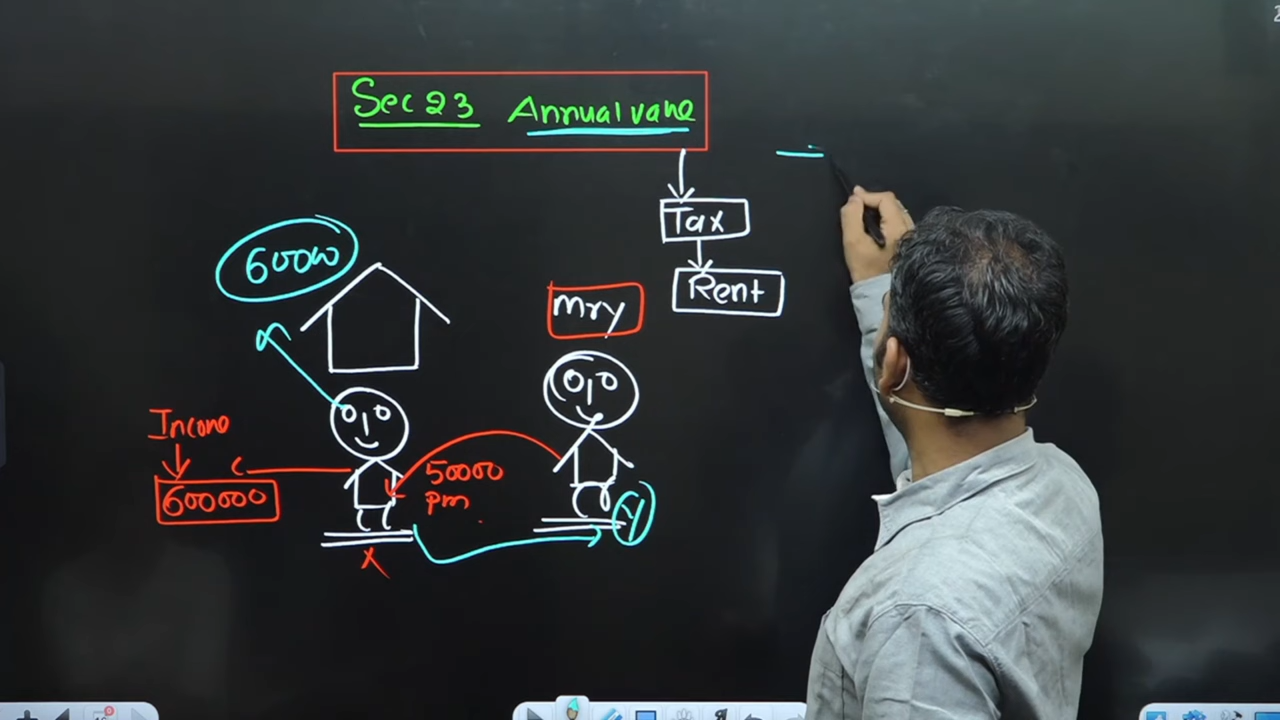 Sec 23 Annual value
Tax
Rent
60000
mry
Income
600000
50000
pm
X
Y